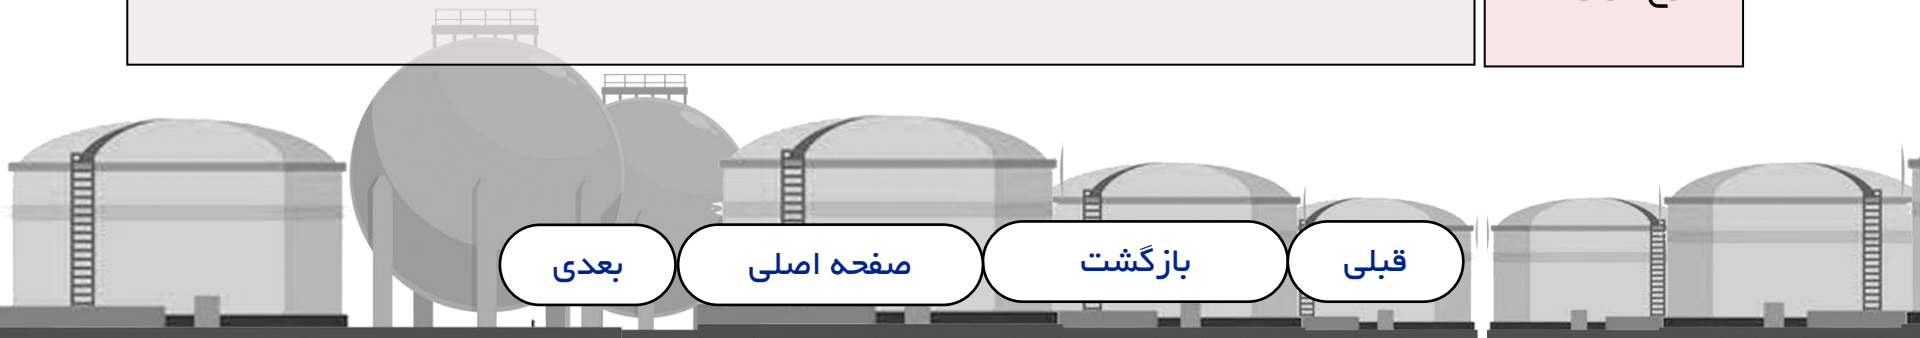 قبلی
بازگشت
صفحه اصلی
بعدی